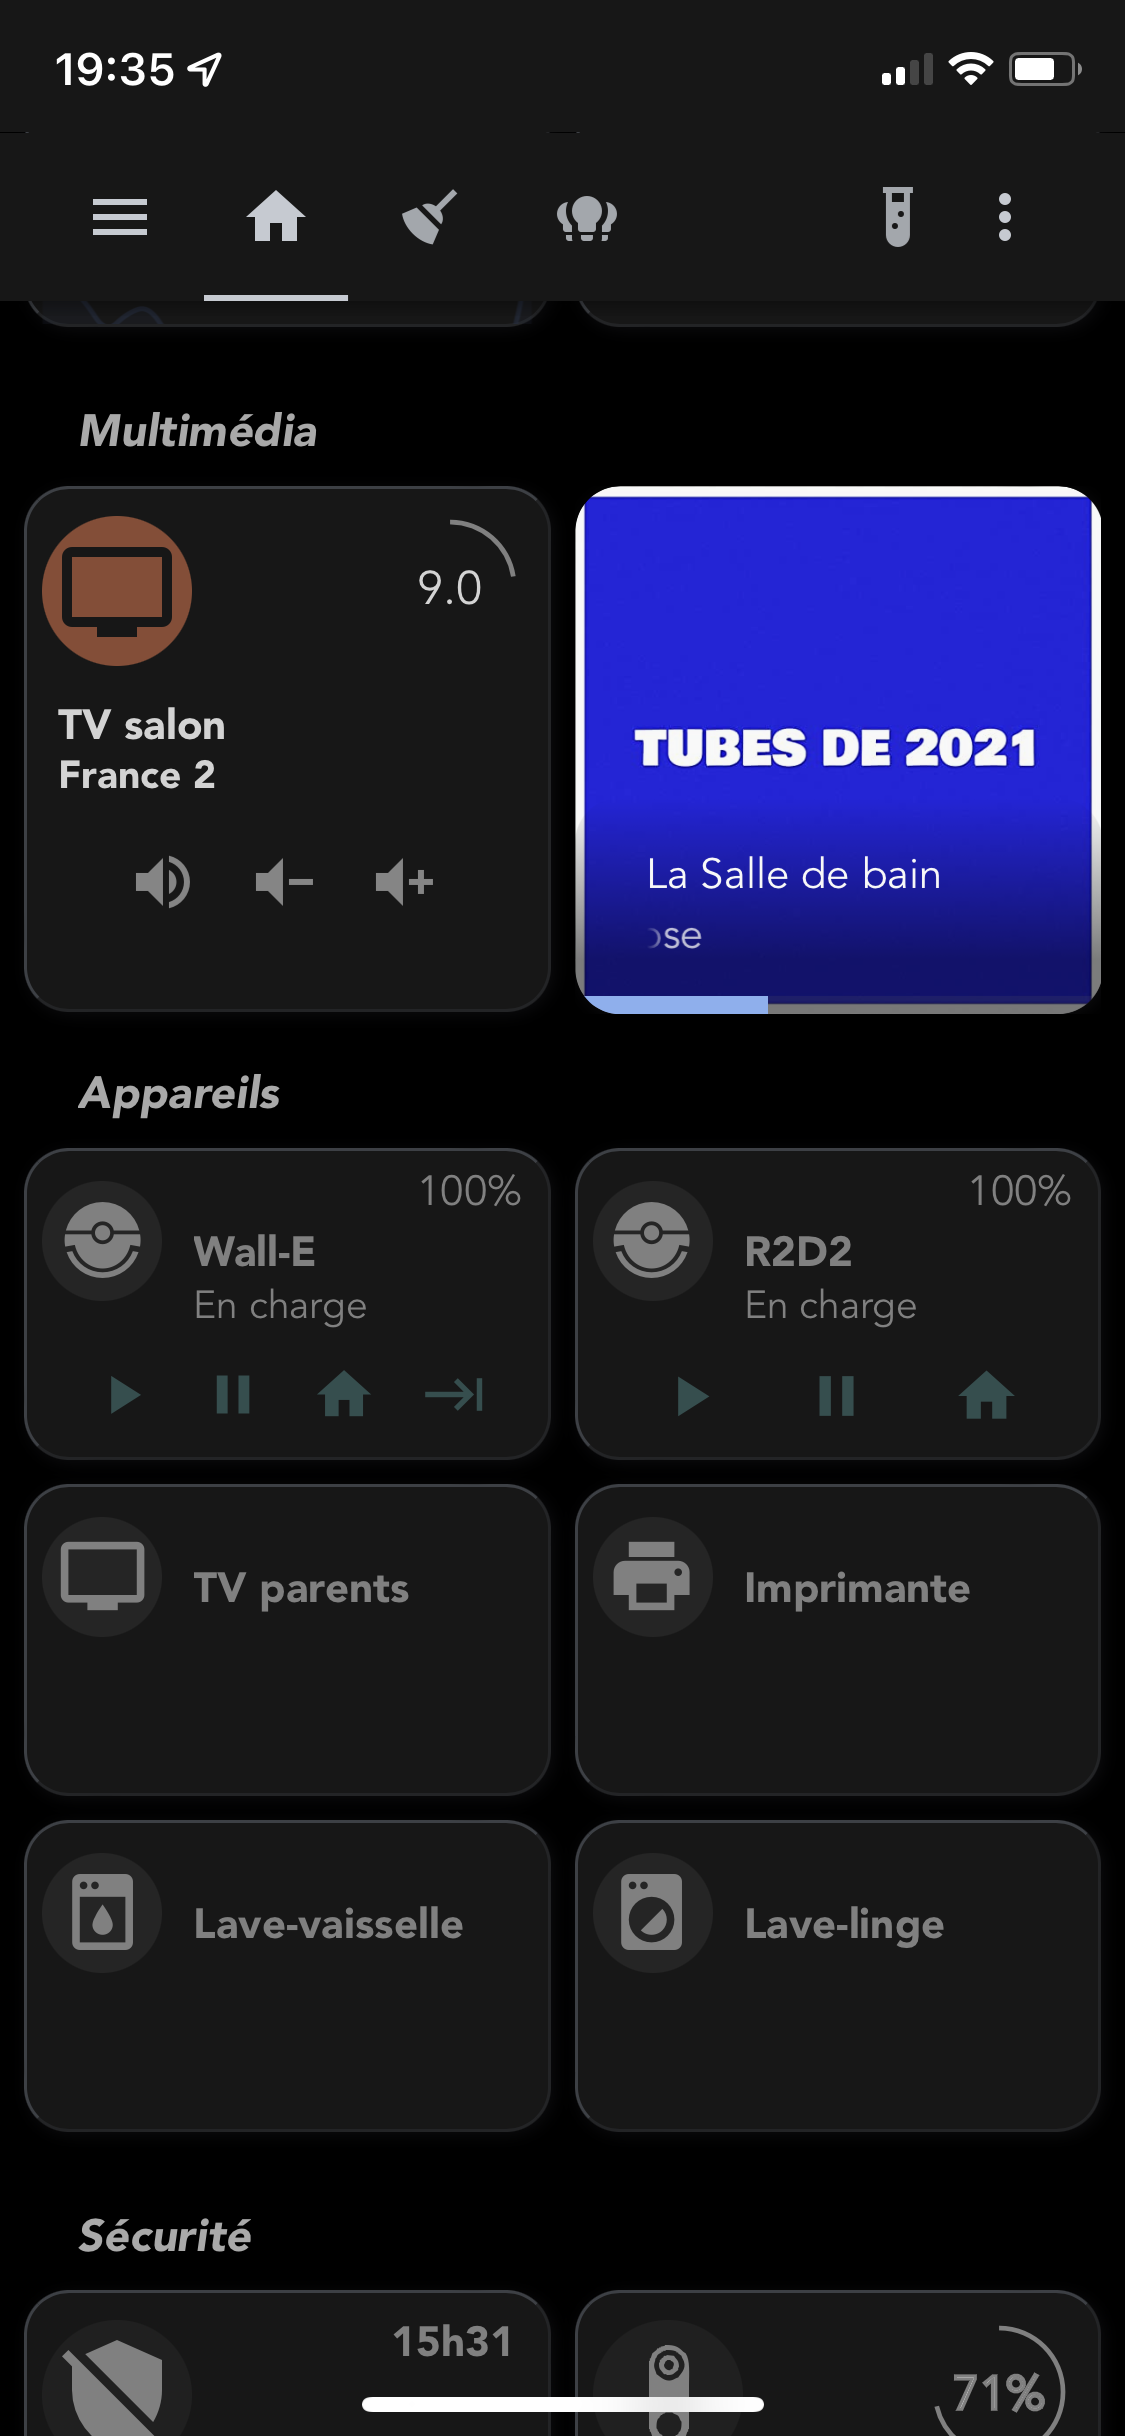 19:35
Multimédia
9.0
TV salon
France 2
TUBES DE 2021
La Salle de bain
ose
Appareils
100%
Wall-E
En charge
100%
R2D2
En charge
TV parents
Imprimante
Lave-vaisselle
Lave-linge
Sécurité
15h31
71%